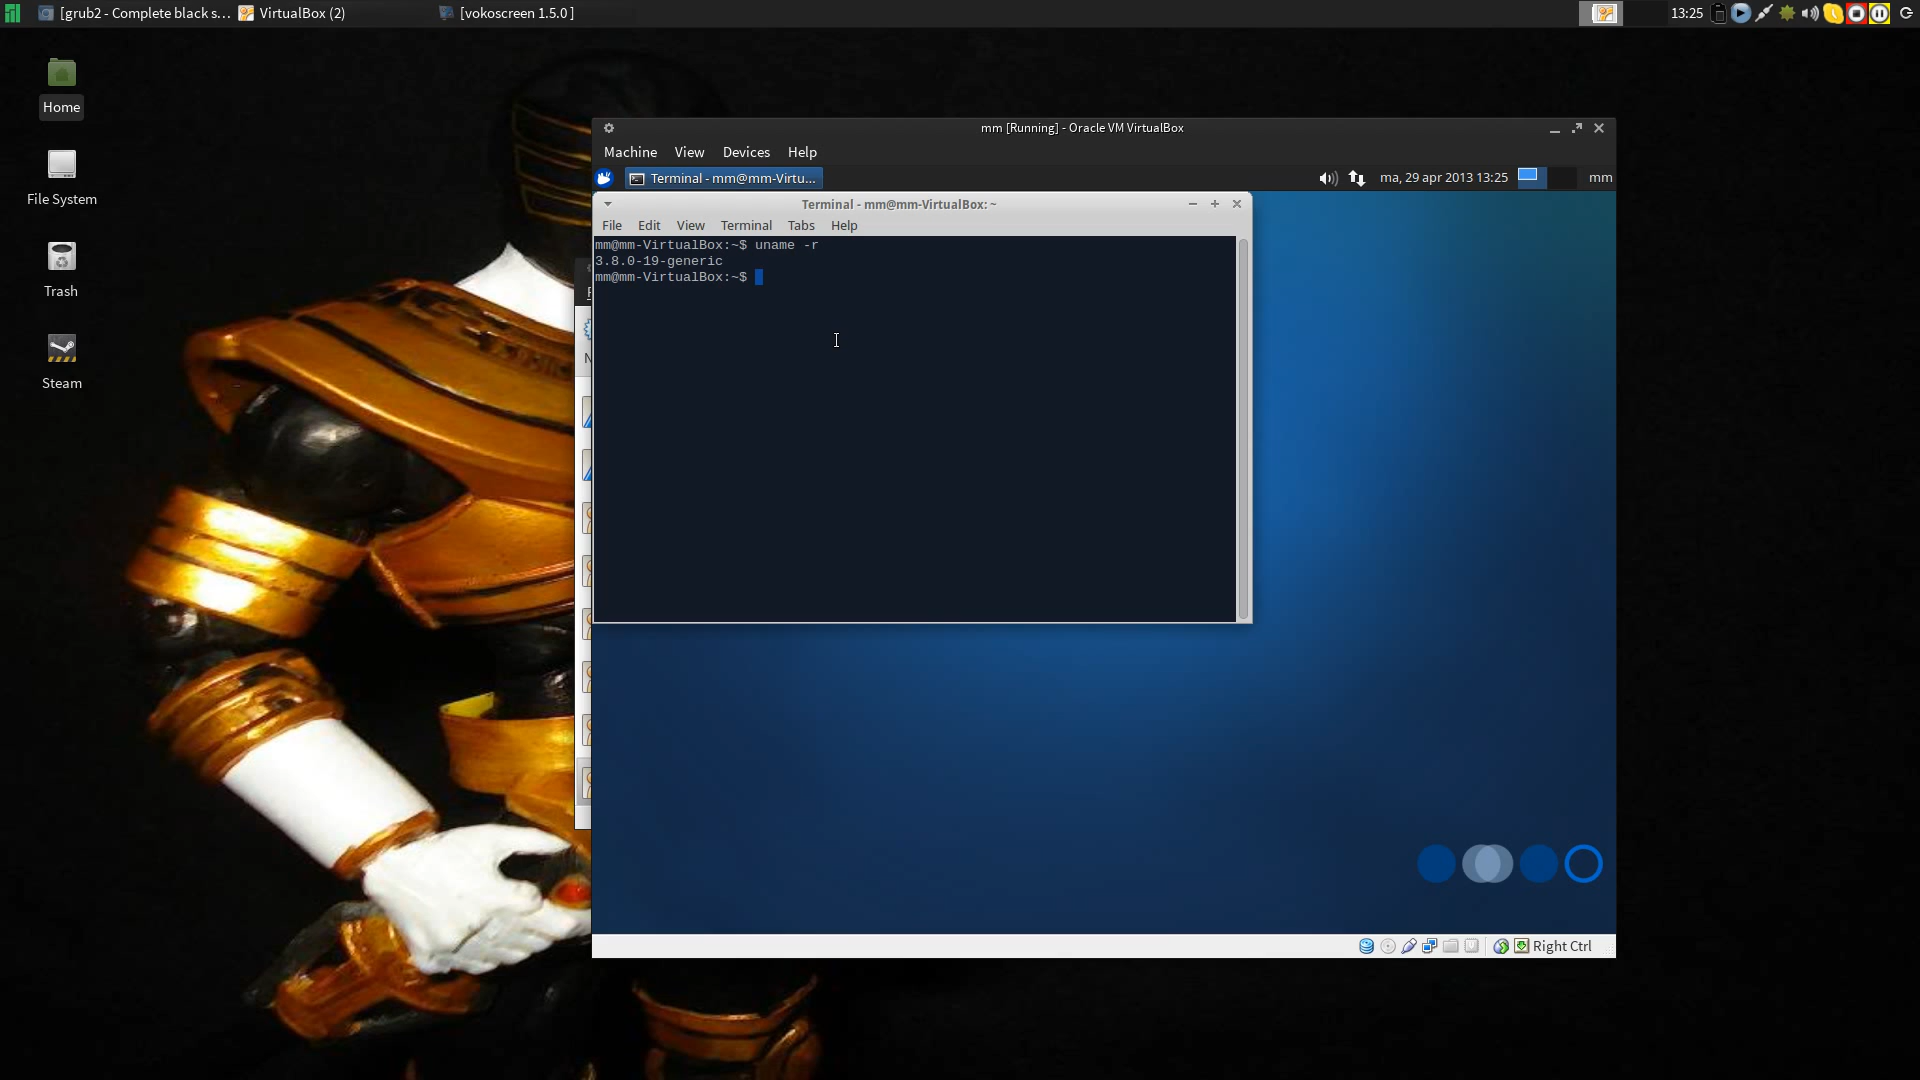 [grub2 - Complete black s...
VirtualBox (2)
[vokoscreen 1.5.0 ]
13:25
Home
File System
Trash
Steam
mm [Running] - Oracle VM VirtualBox
Machine View Devices Help
Terminal - mm@mm-Virtu...
ma, 29 apr 2013 13:25
mm
Terminal - mm@mm-VirtualBox: ~
File Edit View Terminal Tabs Help
mm@mm-VirtualBox:~$ uname -r
3.8.0-19-generic
mm@mm-VirtualBox:~$
Right Ctrl